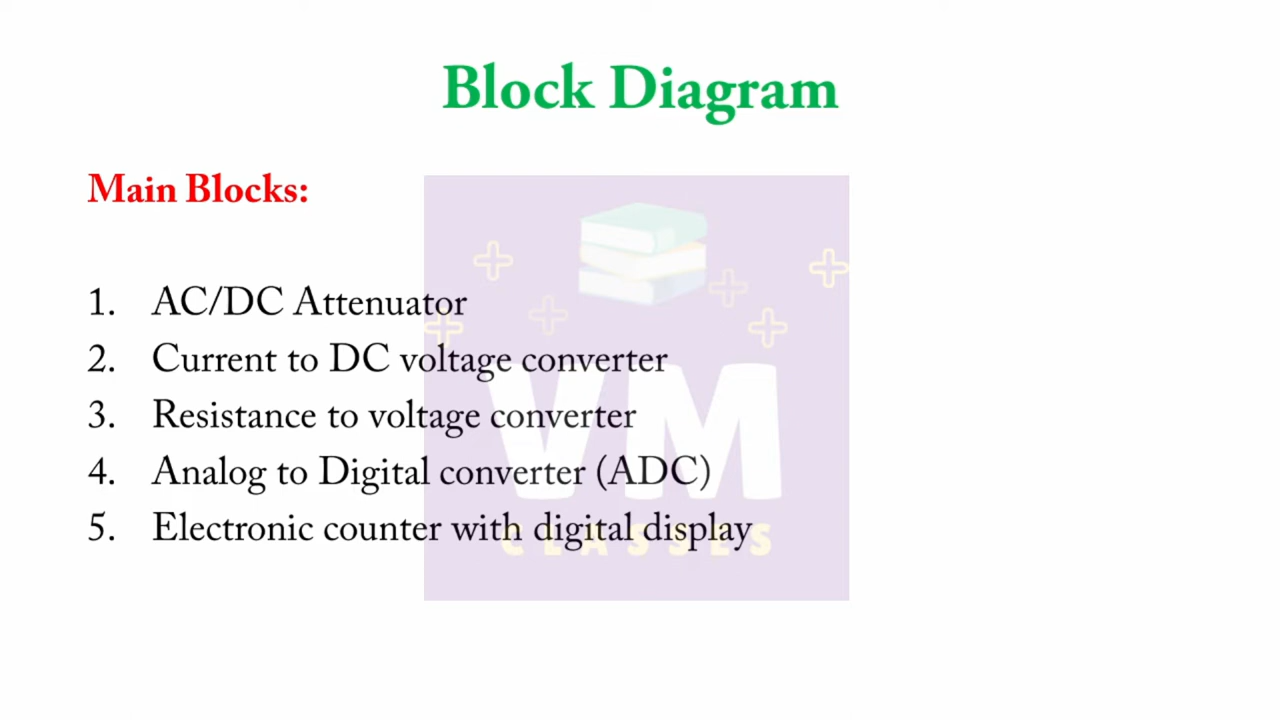 Block Diagram
Main Blocks:
1. AC/DC Attenuator
2. Current to DC voltage converter
3. Resistance to voltage converter
4. Analog to Digital converter (ADC)
5. Electronic counter with digital display
VM
CLASSES